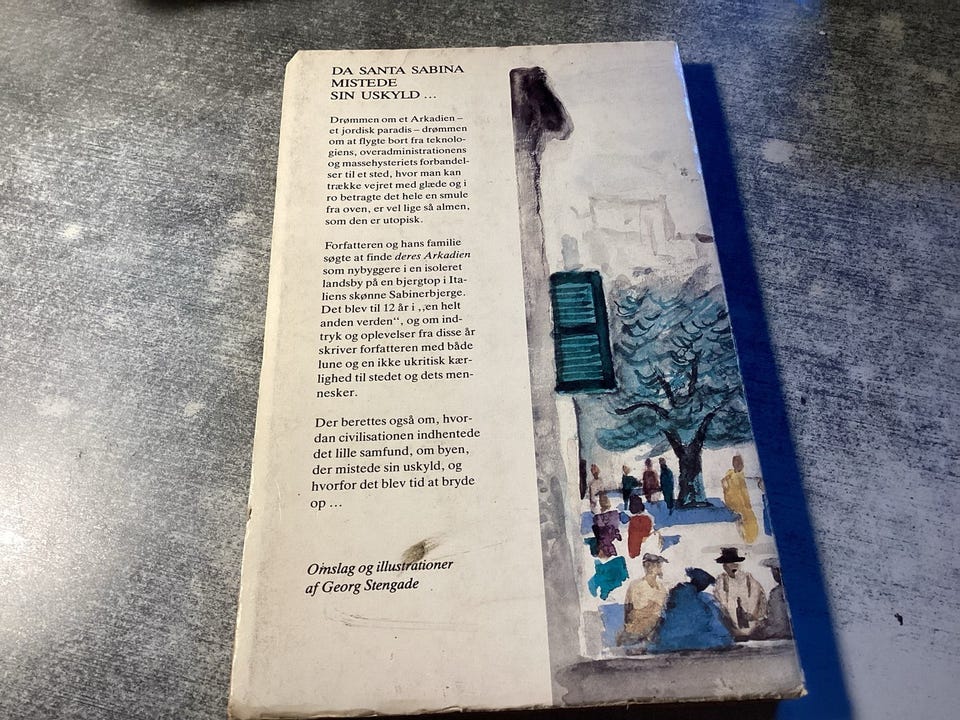 DA SANTA SABINA
MISTEDE
SIN USKYLD ...
Drømmen om et Arkadien –
et jordisk paradis – drømmen
om at flygte bort fra teknolo-
giens, overadministrationens
og massehysteriets forbandel-
ser til et sted, hvor man kan
trække vejret med glæde og i
ro betragte det hele en smule
fra oven, er vel lige så almen,
som den er utopisk.
Forfatteren og hans familie
søgte at finde deres Arkadien
som nybyggere i en isoleret
landsby på en bjergtop i Ita-
liens skønne Sabinerbjerge.
Det blev til 12 år i ,,en helt
anden verden“, og om ind-
tryk og oplevelser fra disse år
skriver forfatteren med både
lune og en ikke ukritisk kær-
lighed til stedet og dets men-
nesker.
Der berettes også om, hvor-
dan civilisationen indhentede
det lille samfund, om byen,
der mistede sin uskyld, og
hvorfor det blev tid at bryde
op ...
Omslag og illustrationer
af Georg Stengade